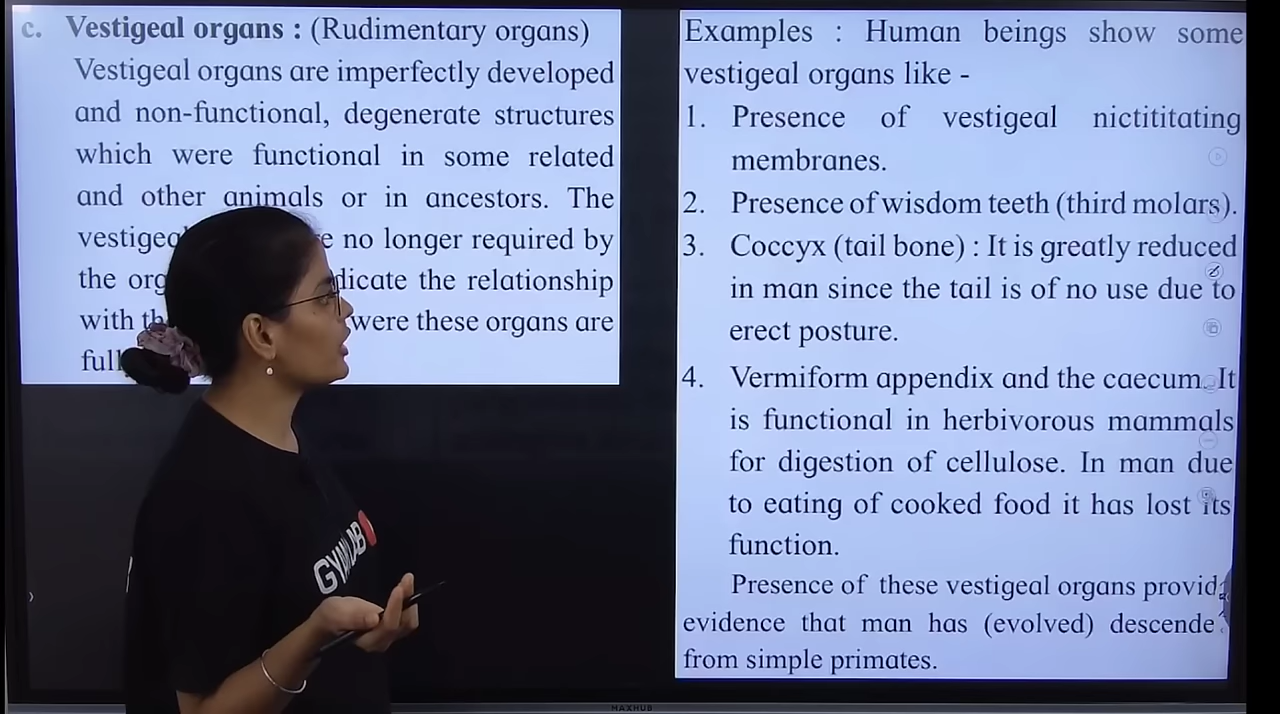 c. Vestigeal organs : (Rudimentary organs)
Vestigeal organs are imperfectly developed
and non-functional, degenerate structures
which were functional in some related
and other animals or in ancestors. The
no longer required by
the the relationship
with were these organs are
Examples : Human beings show some
vestigeal organs like -
1. Presence of vestigeal nictititating
membranes.
2. Presence of wisdom teeth (third molars).
3. Coccyx (tail bone) : It is greatly reduced
in man since the tail is of no use due to
erect posture.
4. Vermiform appendix and the caecum. It
is functional in herbivorous mammals
for digestion of cellulose. In man due
to eating of cooked food it has lost its
function.
Presence of these vestigeal organs
evidence that man has (evolved)
from simple primates.
MAXHUB